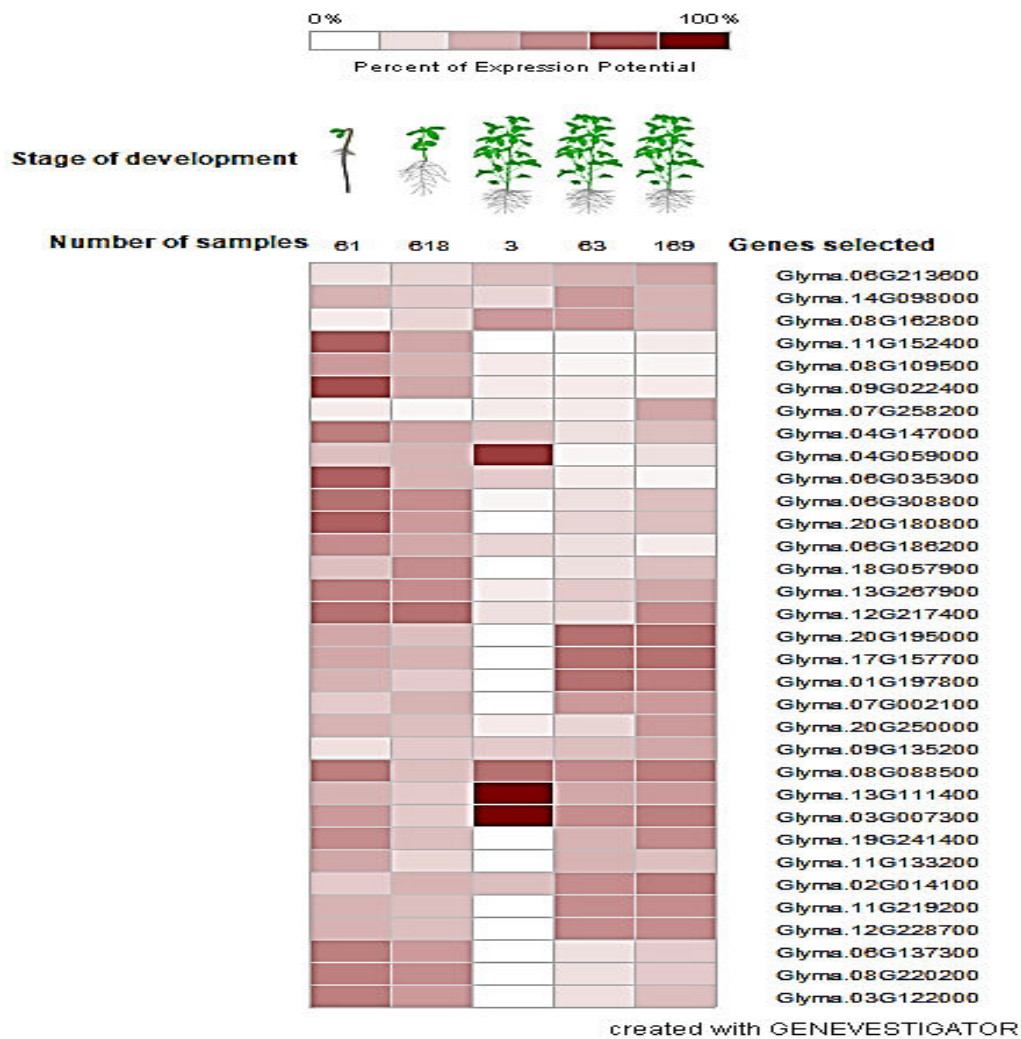 0% 100%
Percent of Expression Potential
Stage of development
Number of samples 61 618 3 63 169 Genes selected
Glyma.06G213600
Glyma.14G098000
Glyma.08G162800
Glyma.11G152400
Glyma.08G109500
Glyma.09G022400
Glyma.07G258200
Glyma.04G147000
Glyma.04G059000
Glyma.06G035300
Glyma.06G308800
Glyma.20G180800
Glyma.06G186200
Glyma.18G057900
Glyma.13G267900
Glyma.12G217400
Glyma.20G195000
Glyma.17G157700
Glyma.01G197800
Glyma.07G002100
Glyma.20G250000
Glyma.09G135200
Glyma.08G088500
Glyma.13G111400
Glyma.03G007300
Glyma.19G241400
Glyma.11G133200
Glyma.02G014100
Glyma.11G219200
Glyma.12G228700
Glyma.06G137300
Glyma.08G220200
Glyma.03G122000
created with GENEVESTIGATOR